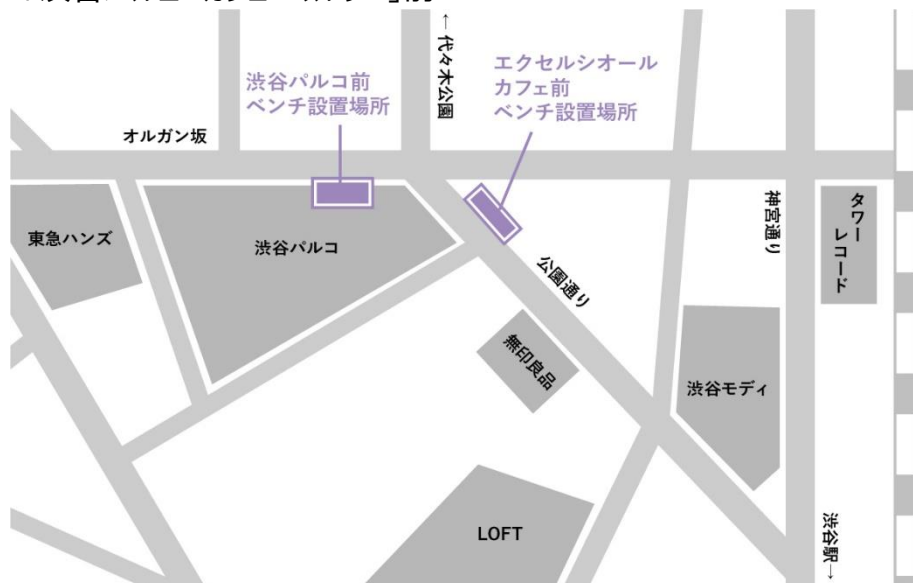 ← 代々木公園
渋谷パルコ前
ベンチ設置場所
エクセルシオール
カフェ前
ベンチ設置場所
オルガン坂
東急ハンズ
渋谷パルコ
公園通り
神宮通り
タワー
レコード
無印良品
渋谷モディ
LOFT
渋谷駅→